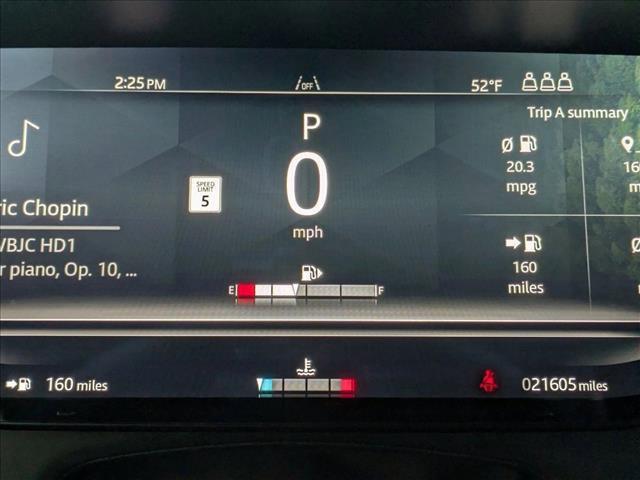 2:25 PM
OFF
52°F
Trip A summary
P
20.3
mpg
SPEED
LIMIT
5
0
mph
ric Chopin
VBJC HD1
r piano, Op. 10, ...
160
miles
E
F
160 miles
021605 miles